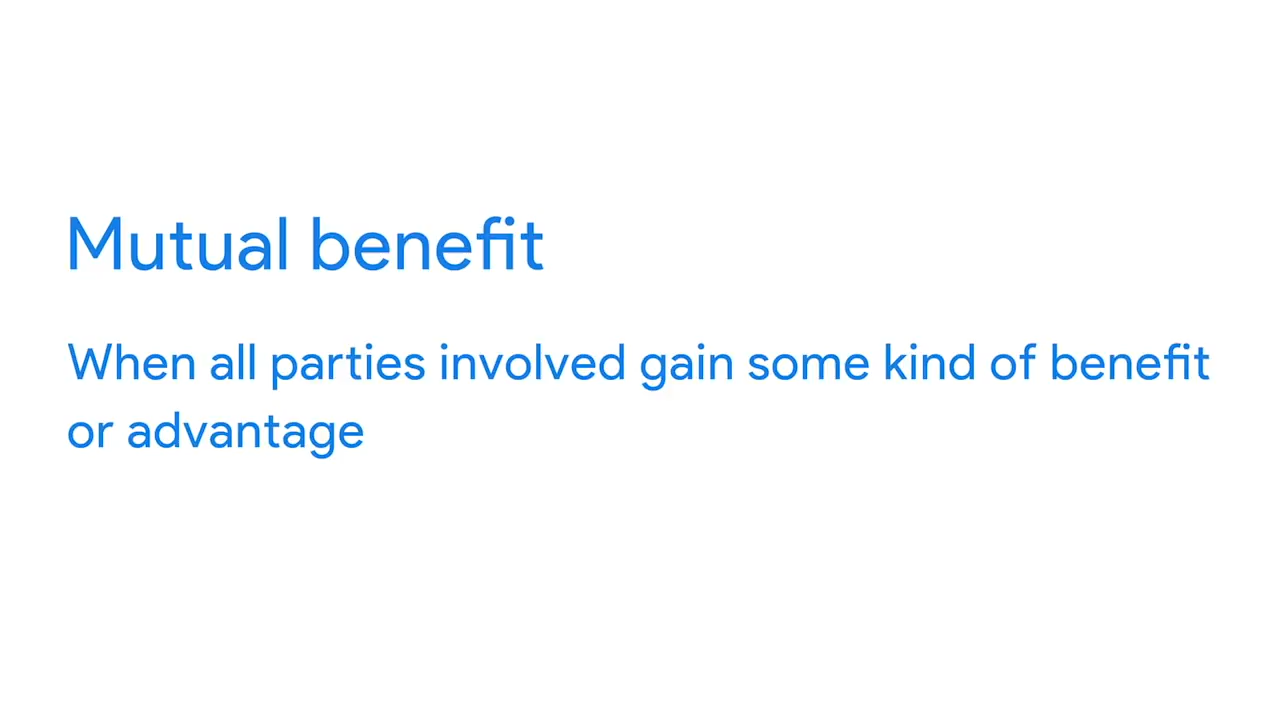 Mutual benefit
When all parties involved gain some kind of benefit
or advantage